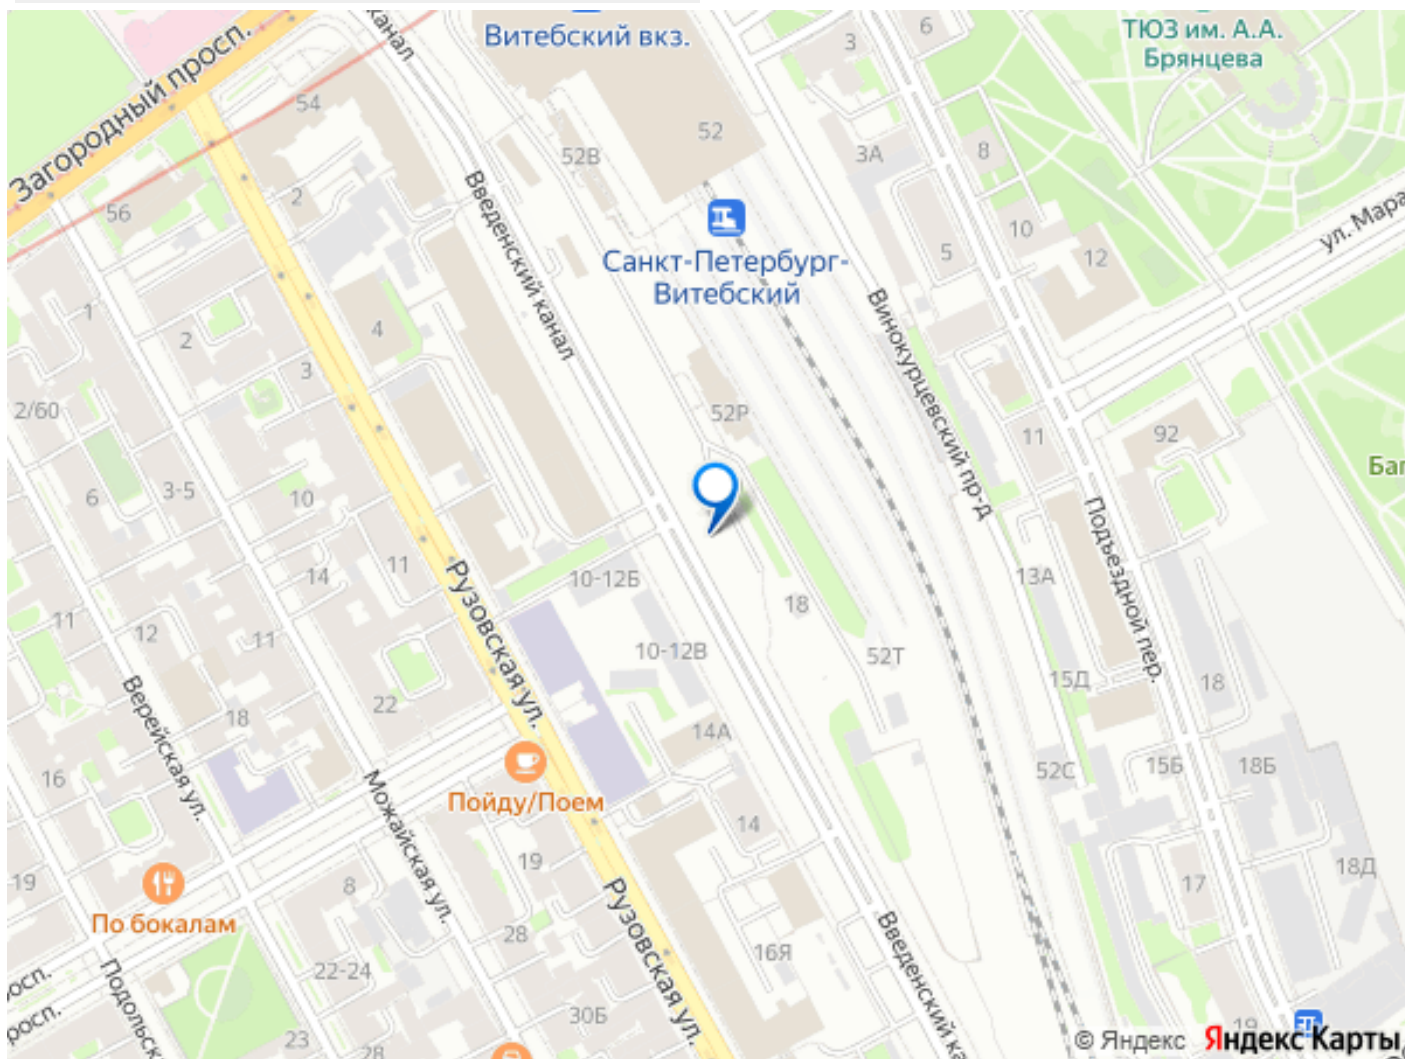 канал
Витебский вкз.
ТЮЗ им. А.А.
Брянцева
Загородный просп.
54
3
6
52
52В
3А
8
Введенский канал
2
56
10
ул. Мара
5
12
Санкт-Петербург-
Витебский
1
2
4
Винокурцевский пр-д
3
2/60
52Р
11
92
Баг
6
3-5
10
Подъездной пер.
Рузовская ул.
11
14
10-12Б
13А
18
11
12
11
10-12В
52Т
15Д
18
Верейская ул.
22
18
14А
16
Можайская ул.
Пойду/Поем
52С
15Б
18Б
14
19
19
8
17
18Д
По бокалам
Рузовская ул.
Введенский ка
28
16Я
22-24
осп.
росп.
Подольск
30Б
23
28
19
© Яндекс Яндекс Карты